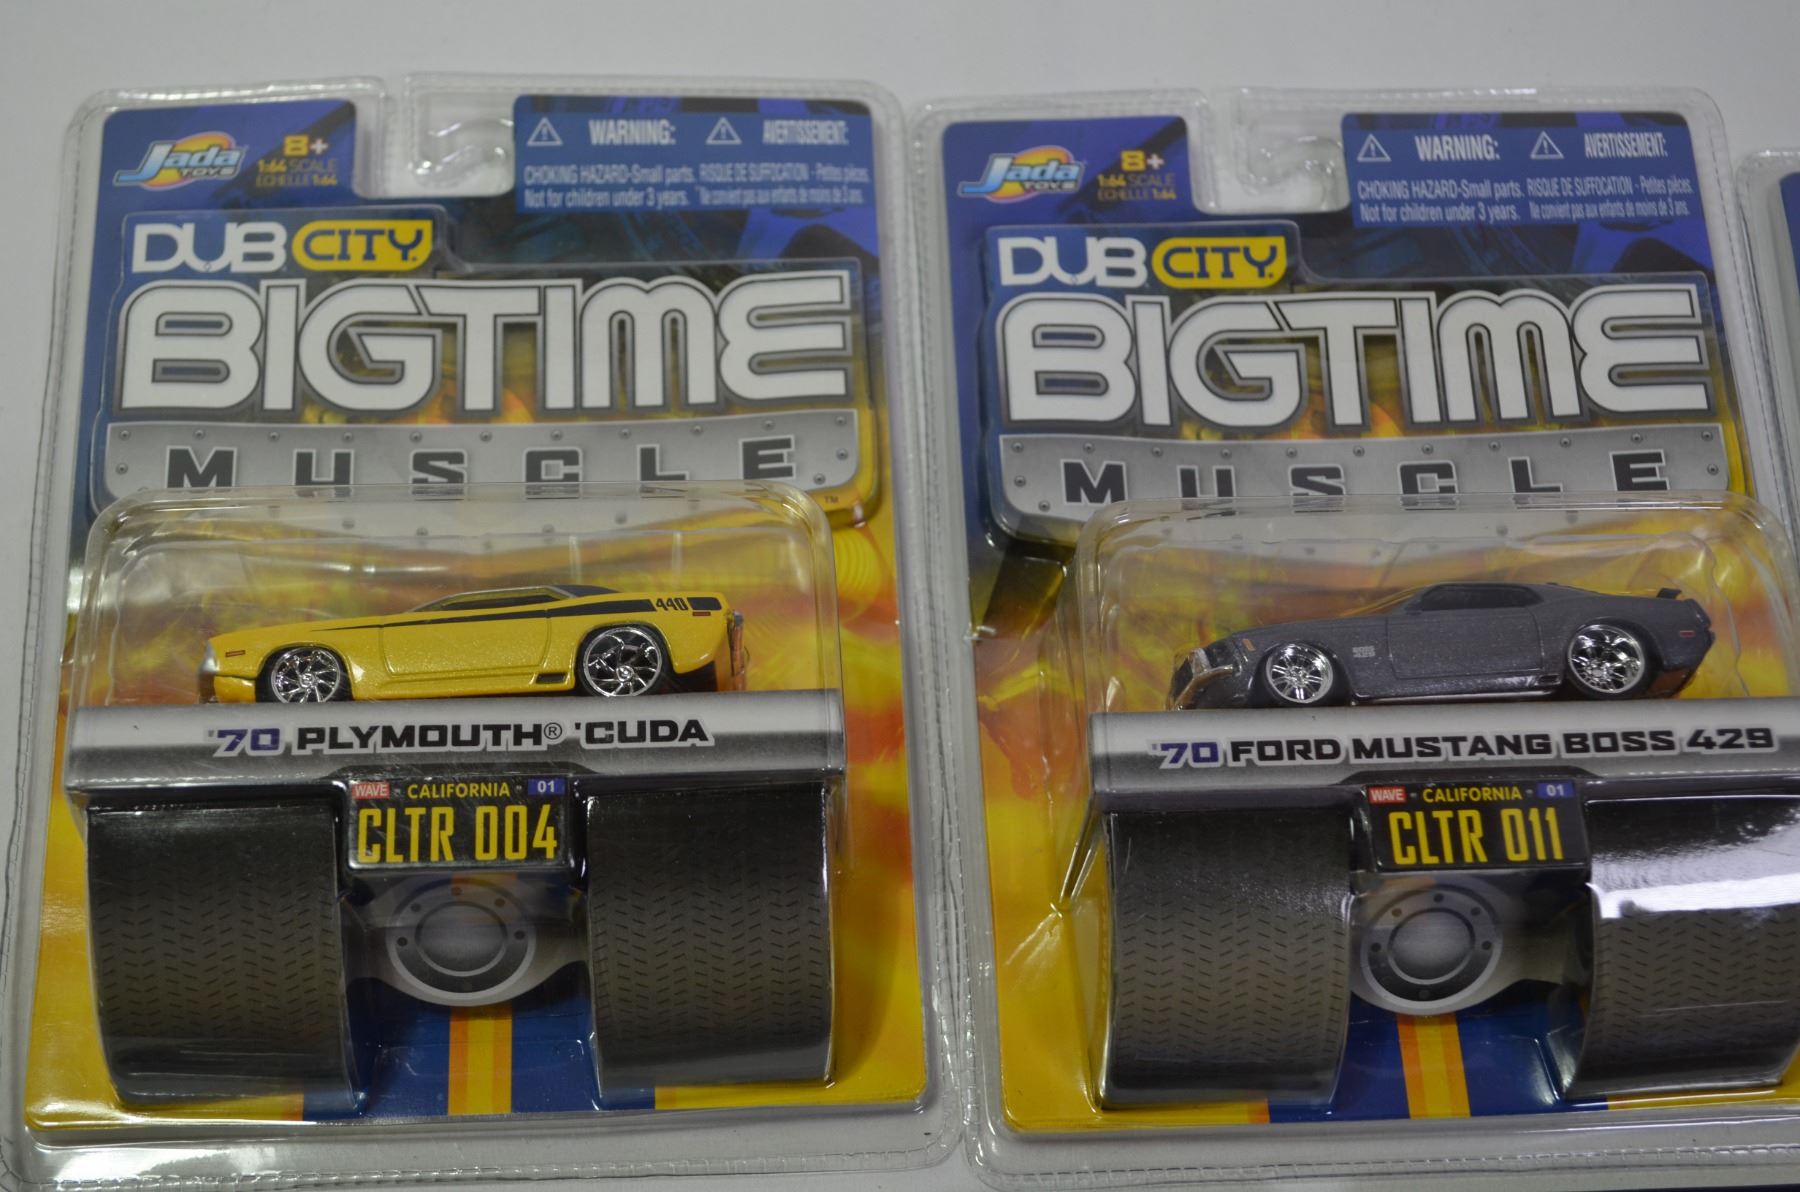 Jada
TOYS
8+
1:64 SCALE
ÉCHELLE 1:64
WARNING:
CHOKING HAZARD-Small parts.
Not for children under 3 years.
AVERTISSEMENT:
RISQUE DE SUFFOCATION - Petites pièces.
Ne convient pas aux enfants de moins de 3 ans.
DUB CITY
BIGTIME
MUSCLE
TM
440
'70 PLYMOUTH® 'CUDA
WAVE CALIFORNIA 01
CLTR 004
Jada
TOYS
8+
1:64 SCALE
ÉCHELLE 1:64
WARNING:
CHOKING HAZARD-Small parts.
Not for children under 3 years.
AVERTISSEMENT:
RISQUE DE SUFFOCATION - Petites pièces.
Ne convient pas aux enfants de moins de 3 ans.
DUB CITY
BIGTIME
MUSCLE
BOSS
429
'70 FORD MUSTANG BOSS 429
WAVE CALIFORNIA 01
CLTR 011